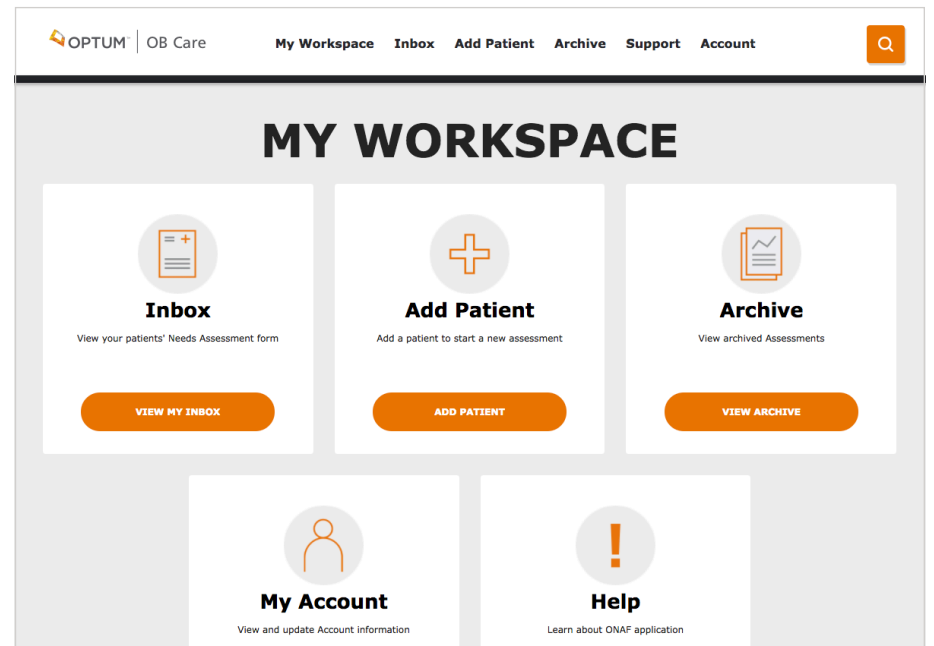 OPTUM™ OB Care My Workspace Inbox Add Patient Archive Support Account
MY WORKSPACE
Inbox
View your patients' Needs Assessment form
VIEW MY INBOX
Add Patient
Add a patient to start a new assessment
ADD PATIENT
Archive
View archived Assessments
VIEW ARCHIVE
My Account
View and update Account information
Help
Learn about ONAF application